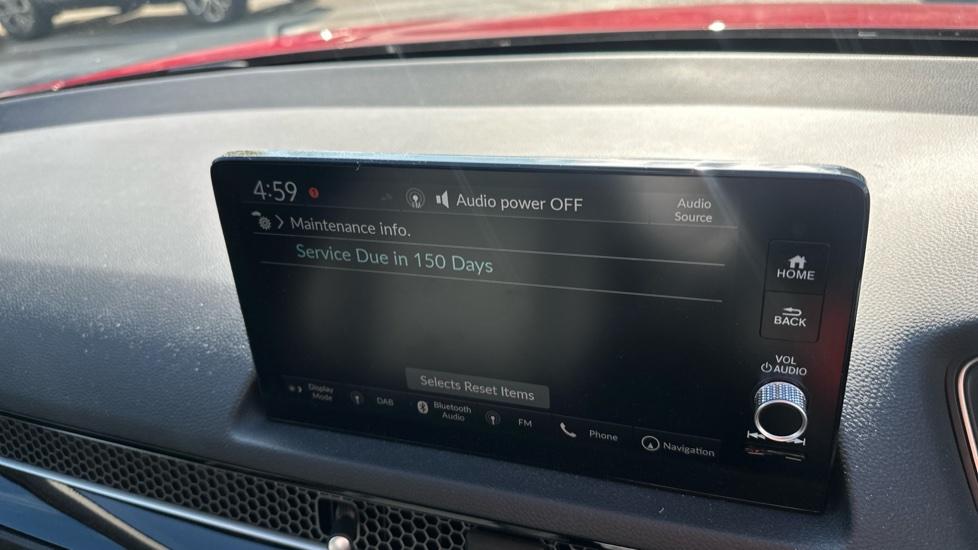 4:59
Audio power OFF
Audio
Source
Maintenance info.
Service Due in 150 Days
HOME
BACK
VOL
AUDIO
Selects Reset Items
Display
Mode
DAB
Bluetooth
Audio
FM
Phone
Navigation